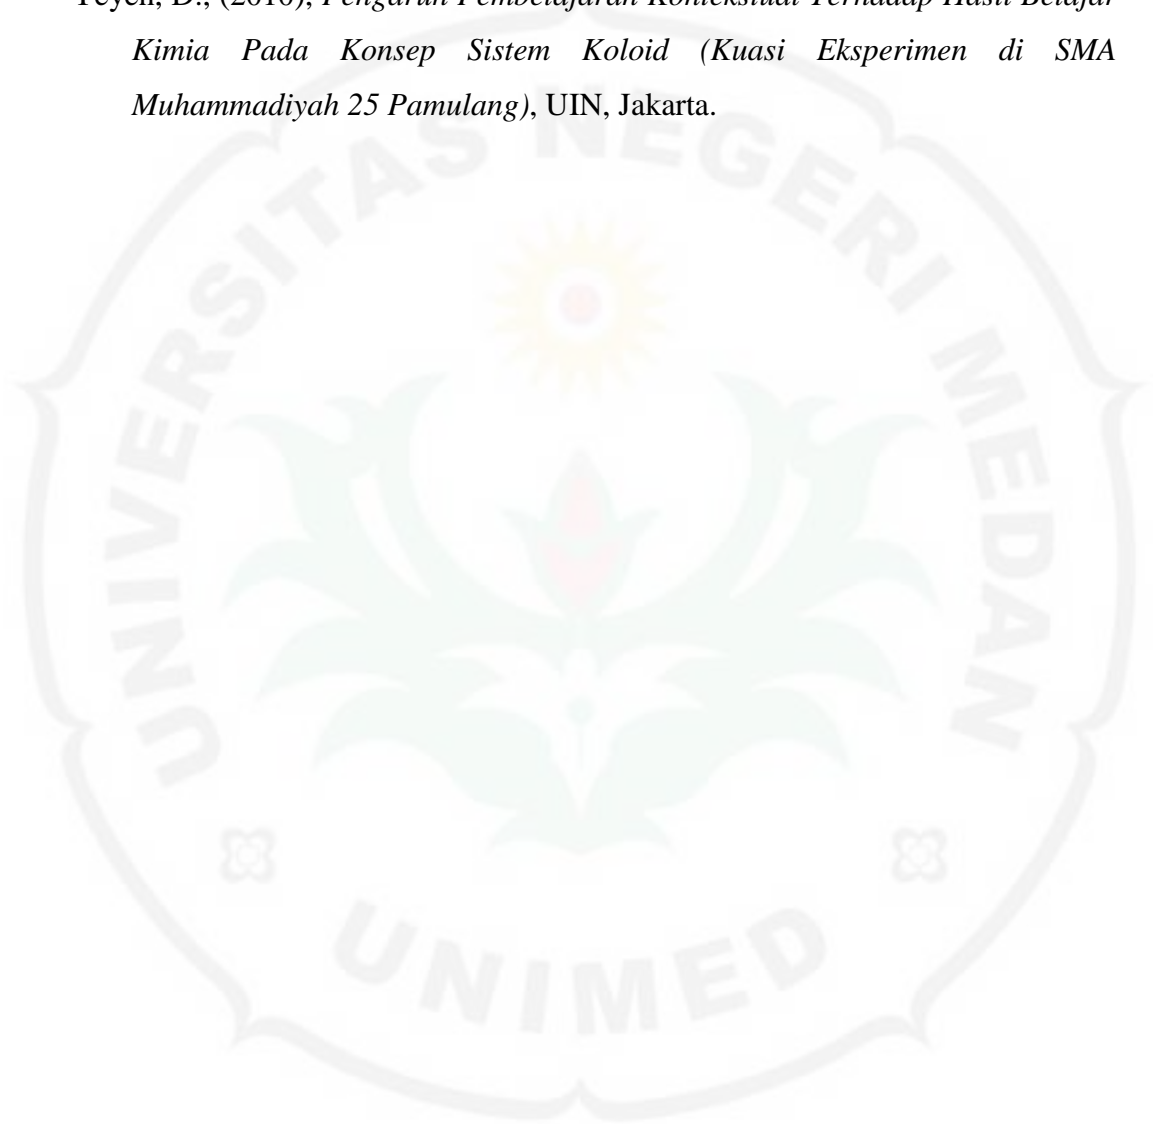 Pengaruh Pembelajaran Kontekstual Terhadap Hasil Belajar
Kimia Pada Konsep Sistem Koloid (Kuasi Eksperimen di SMA
Muhammadiyah 25 Pamulang), UIN, Jakarta.
UNIVERSITAS NEGERI MEDAN
UNIMED